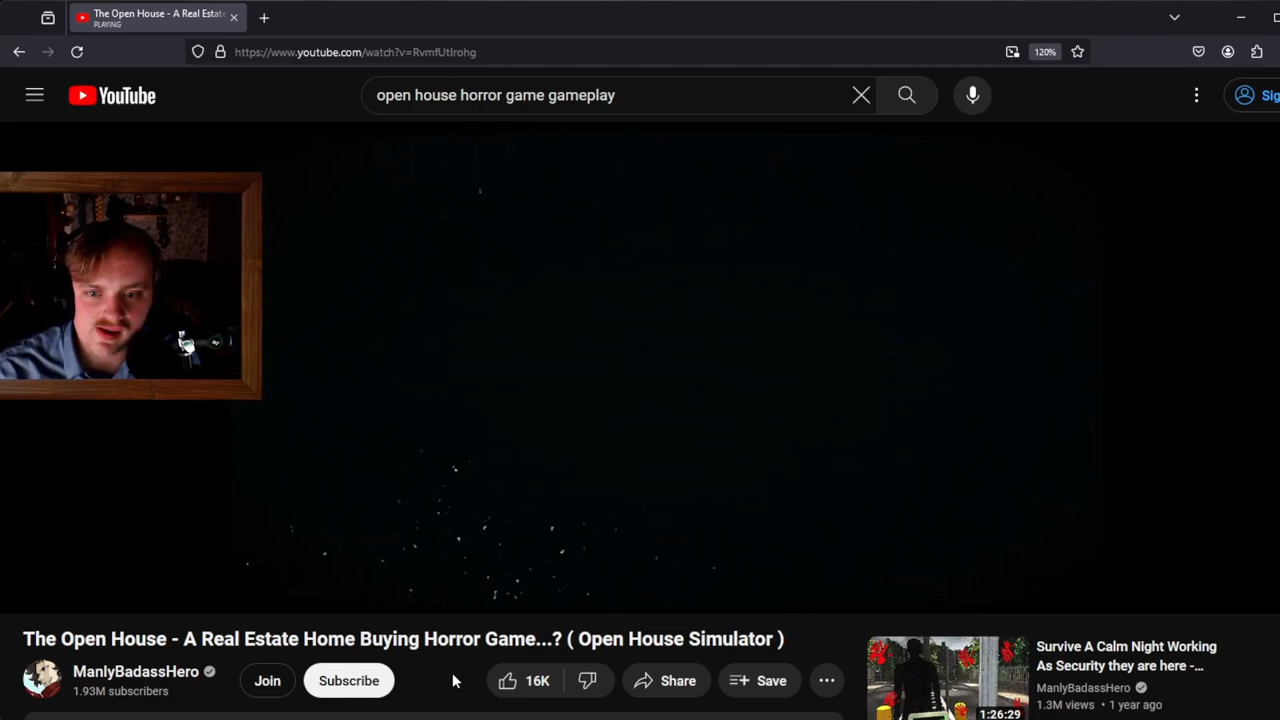 The Open House - A Real Estate
PLAYING
https://www.youtube.com/watch?v=RvmfUtIrohg
120%
YouTube
open house horror game gameplay
Sig
The Open House - A Real Estate Home Buying Horror Game...? ( Open House Simulator )
ManlyBadassHero
1.93M subscribers
Join
Subscribe
16K
Share
Save
Survive A Calm Night Working
As Security they are here -...
ManlyBadassHero
1.3M views • 1 year ago
1:26:29